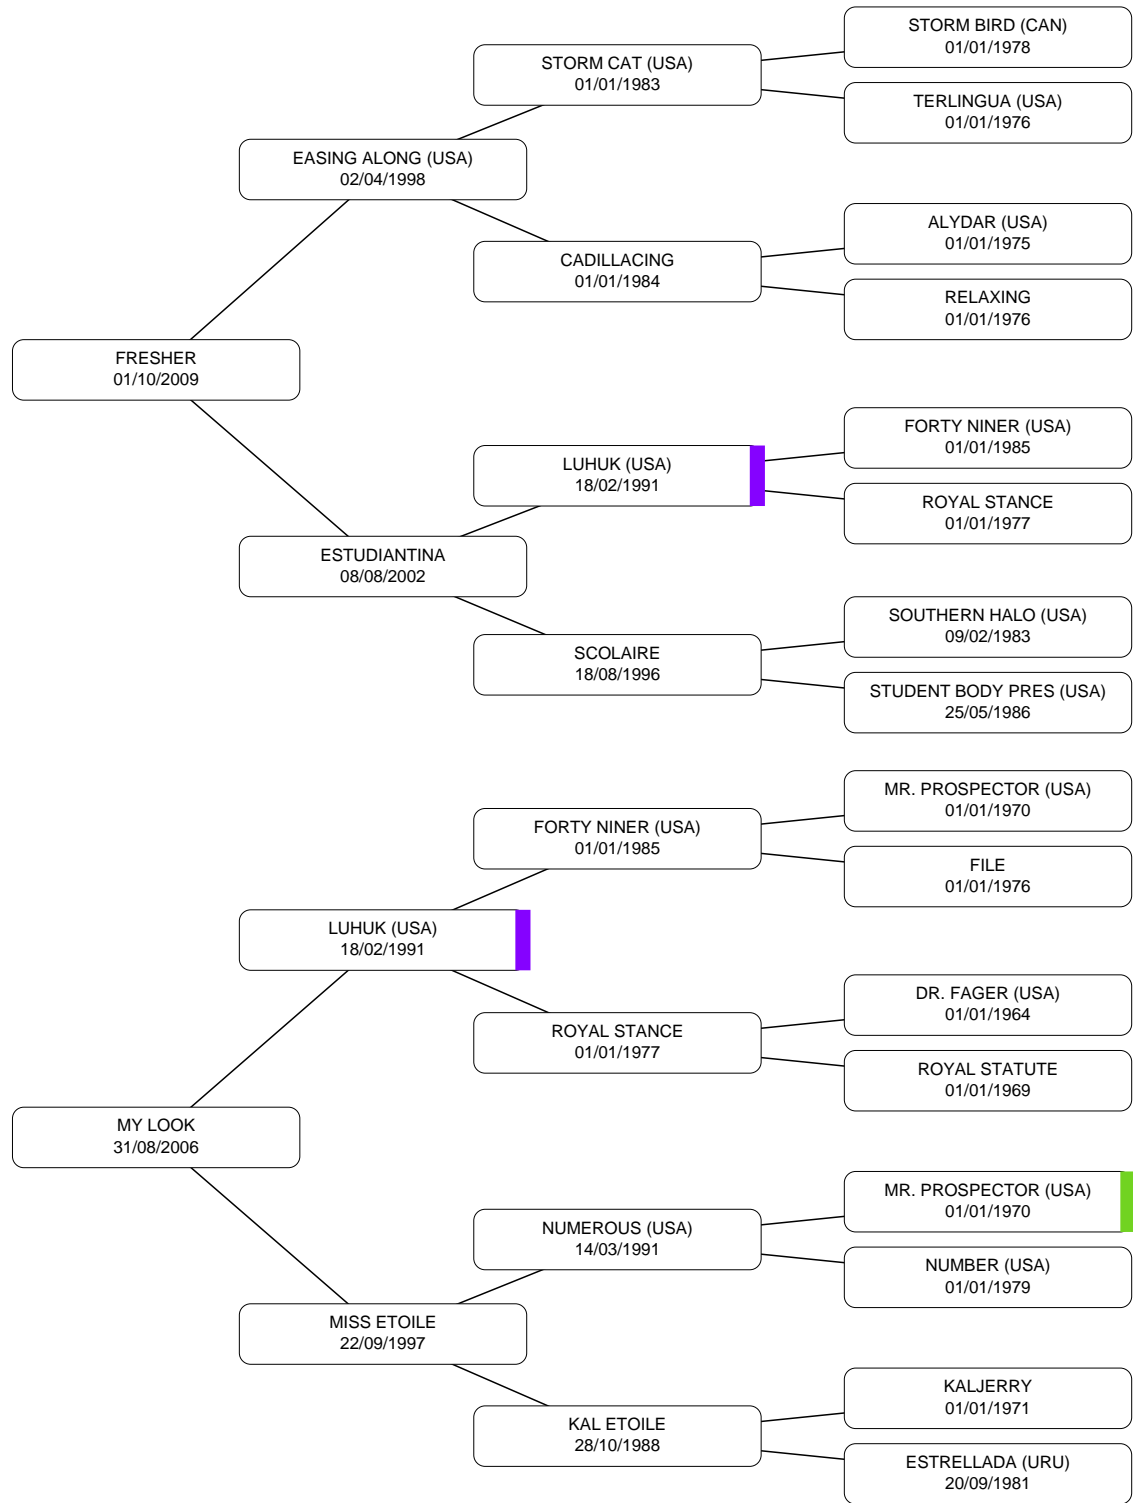 STORM BIRD (CAN)
01/01/1978
STORM CAT (USA)
01/01/1983
TERLINGUA (USA)
01/01/1976
EASING ALONG (USA)
02/04/1998
ALYDAR (USA)
01/01/1975
CADILLACING
01/01/1984
RELAXING
01/01/1976
FRESHER
01/10/2009
FORTY NINER (USA)
01/01/1985
LUHUK (USA)
18/02/1991
ROYAL STANCE
01/01/1977
ESTUDIANTINA
08/08/2002
SOUTHERN HALO (USA)
09/02/1983
SCOLAIRE
18/08/1996
STUDENT BODY PRES (USA)
25/05/1986
MR. PROSPECTOR (USA)
01/01/1970
FORTY NINER (USA)
01/01/1985
FILE
01/01/1976
LUHUK (USA)
18/02/1991
DR. FAGER (USA)
01/01/1964
ROYAL STANCE
01/01/1977
ROYAL STATUTE
01/01/1969
MY LOOK
31/08/2006
MR. PROSPECTOR (USA)
01/01/1970
NUMEROUS (USA)
14/03/1991
NUMBER (USA)
01/01/1979
MISS ETOILE
22/09/1997
KALJERRY
01/01/1971
KAL ETOILE
28/10/1988
ESTRELLADA (URU)
20/09/1981